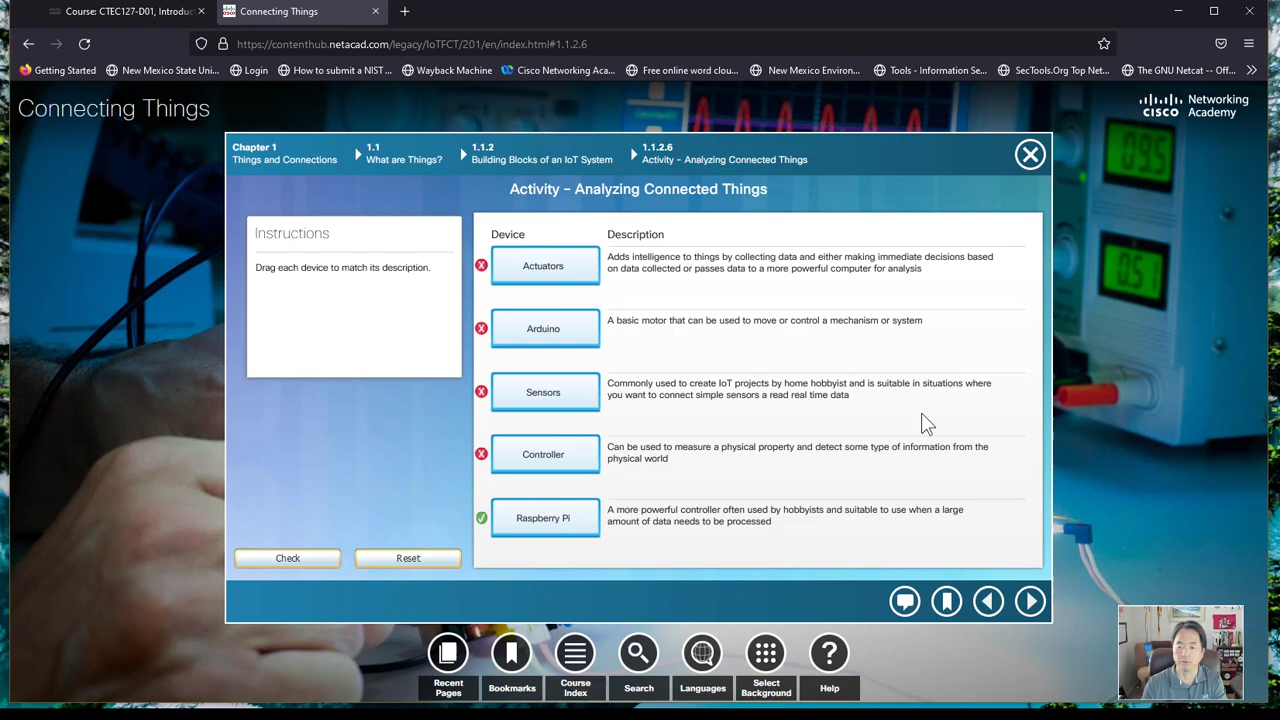 Course: CTEC127-D01, Introduct
Connecting Things
https://contenthub.netacad.com/legacy/IoTFCT/201/en/index.html#1.1.2.6
Getting Started
New Mexico State Uni...
Login
How to submit a NIST ...
Wayback Machine
Cisco Networking Aca...
Free online word clou...
New Mexico Environ...
Tools - Information Se...
SecTools.Org Top Net...
The GNU Netcat -- Off...
Connecting Things
Networking
CISCO Academy
Chapter 1
Things and Connections
1.1
What are Things?
1.1.2
Building Blocks of an IoT System
1.1.2.6
Activity – Analyzing Connected Things
Activity – Analyzing Connected Things
Instructions
Drag each device to match its description.
Device
Description
Actuators
Adds intelligence to things by collecting data and either making immediate decisions based
on data collected or passes data to a more powerful computer for analysis
Arduino
A basic motor that can be used to move or control a mechanism or system
Sensors
Commonly used to create IoT projects by home hobbyist and is suitable in situations where
you want to connect simple sensors a read real time data
Controller
Can be used to measure a physical property and detect some type of information from the
physical world
Raspberry Pi
A more powerful controller often used by hobbyists and suitable to use when a large
amount of data needs to be processed
Check
Reset
09.5
0.51
Recent
Pages
Bookmarks
Course
Index
Search
Languages
Select
Background
Help